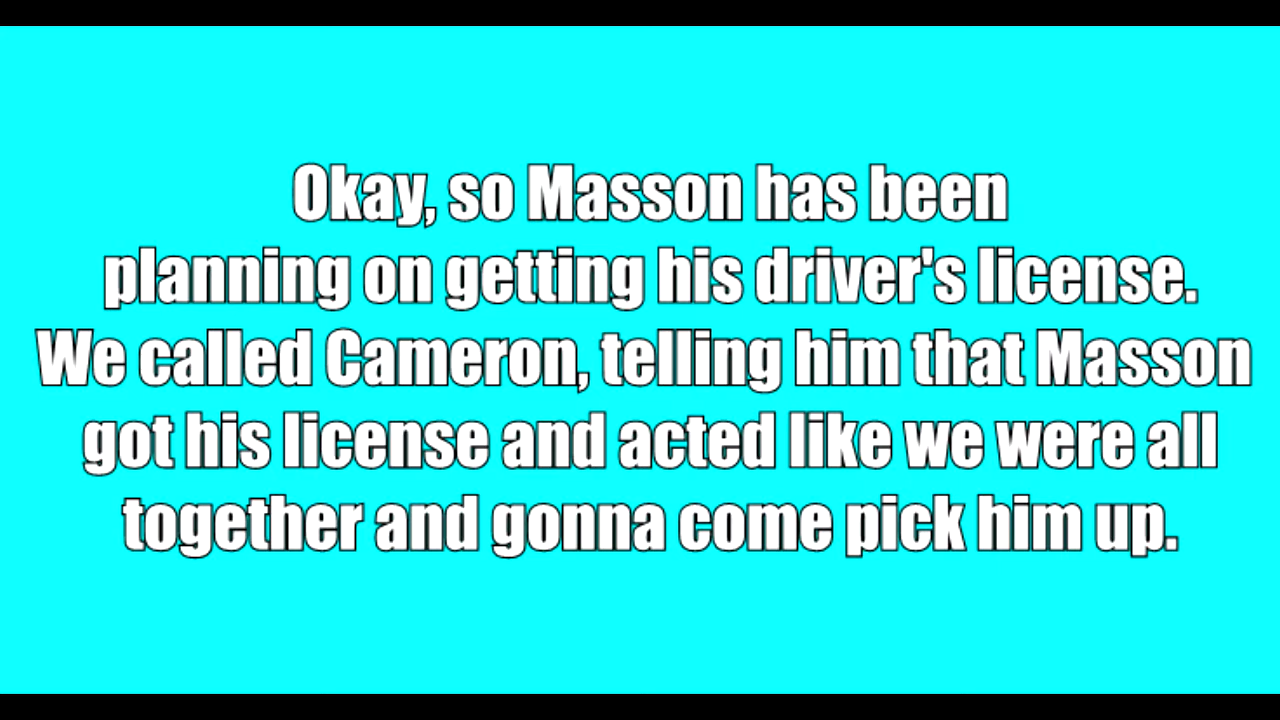 Okay, so Masson has been
planning on getting his driver's license.
We called Cameron, telling him that Masson
got his license and acted like we were all
together and gonna come pick him up.